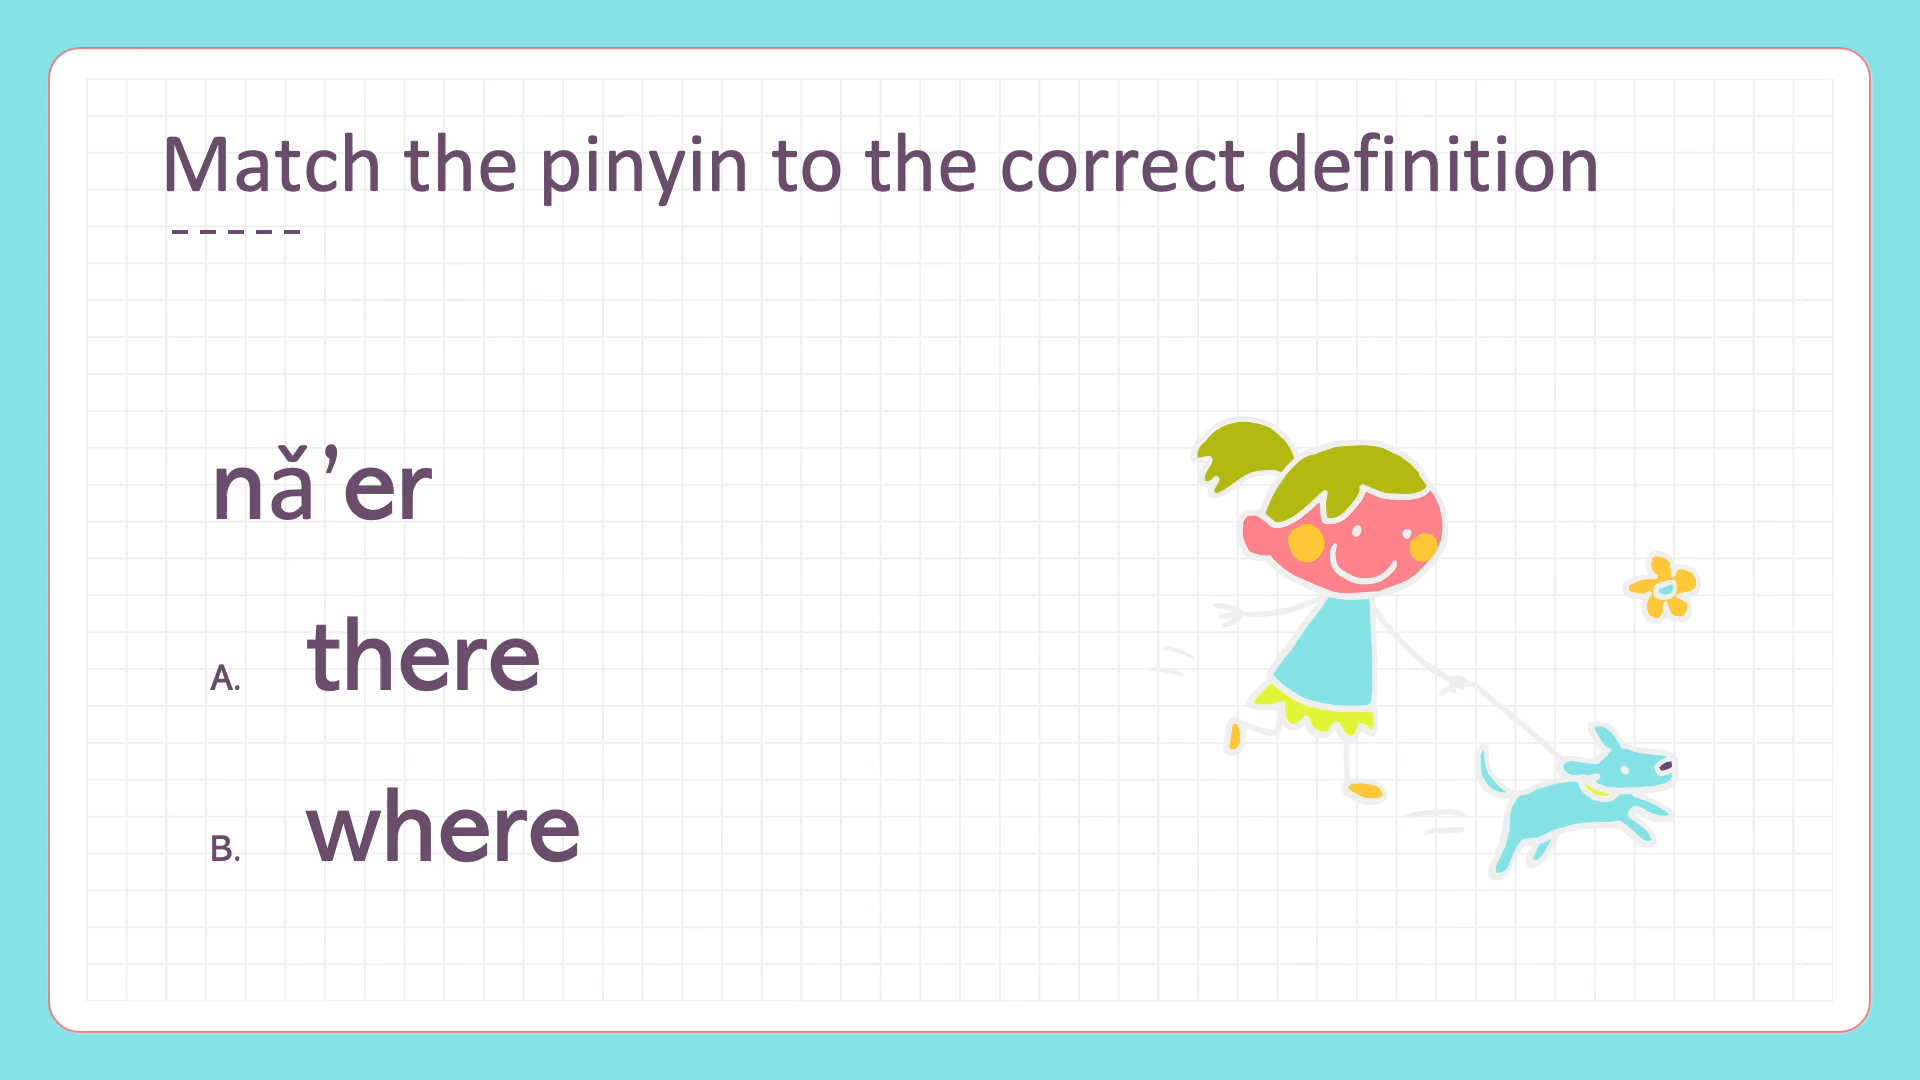 Match the pinyin to the correct definition
nǎ’er
A. there
B. where